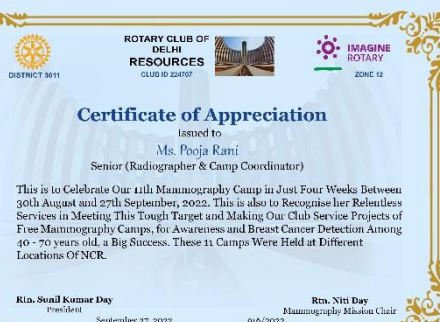 ROTARY CLUB OF
DELHI
RESOURCES
CLUB ID 224707
DISTRICT 3011
IMAGINE
ROTARY
ZONE 12
Certificate of Appreciation
Issued to
Ms. Pooja Rani
Senior (Radiographer & Camp Coordinator)
This is to Celebrate Our 11th Mammography Camp in Just Four Weeks Between
30th August and 27th September, 2022. This is also to Recognise her Relentless
Services in Meeting This Tough Target and Making Our Club Service Projects of
Free Mammography Camps, for Awareness and Breast Cancer Detection Among
40 - 70 years old, a Big Success. These 11 Camps Were Held at Different
Locations Of NCR.
Rtn. Sunil Kumar Day
President
Rtn. Niti Day
Mammography Mission Chair
September 27, 2022